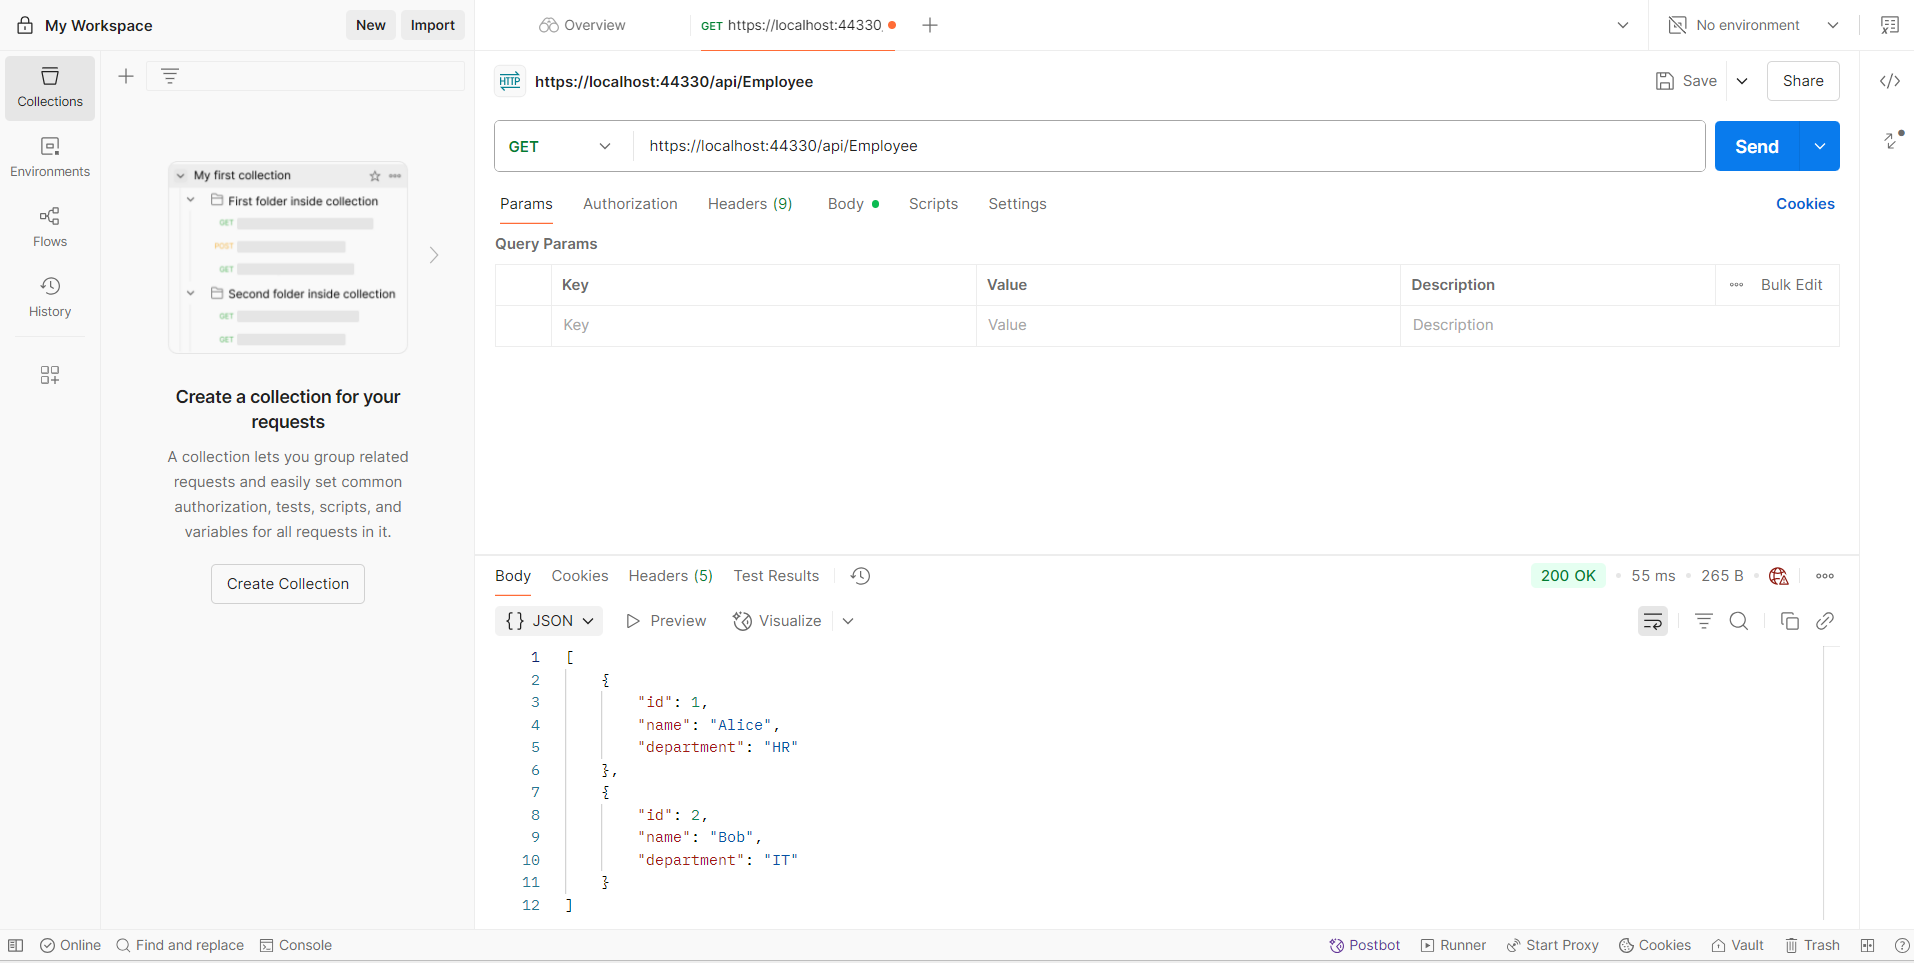 My Workspace
New
Import
Overview
GET https://localhost:44330
No environment
Collections
Environments
Flows
History
My first collection
First folder inside collection
GET
POST
GET
Second folder inside collection
GET
GET
Create a collection for your
requests
A collection lets you group related
requests and easily set common
authorization, tests, scripts, and
variables for all requests in it.
Create Collection
HTTP https://localhost:44330/api/Employee
Save
Share
GET
https://localhost:44330/api/Employee
Send
Params
Authorization
Headers (9)
Body
Scripts
Settings
Cookies
Query Params
Key
Value
Description
Bulk Edit
Key
Value
Description
Body
Cookies
Headers (5)
Test Results
200 OK
55 ms
265 B
{} JSON
Preview
Visualize
1 [
2 {
3 "id": 1,
4 "name": "Alice",
5 "department": "HR"
6 },
7 {
8 "id": 2,
9 "name": "Bob",
10 "department": "IT"
11 }
12 ]
Online
Find and replace
Console
Postbot
Runner
Start Proxy
Cookies
Vault
Trash